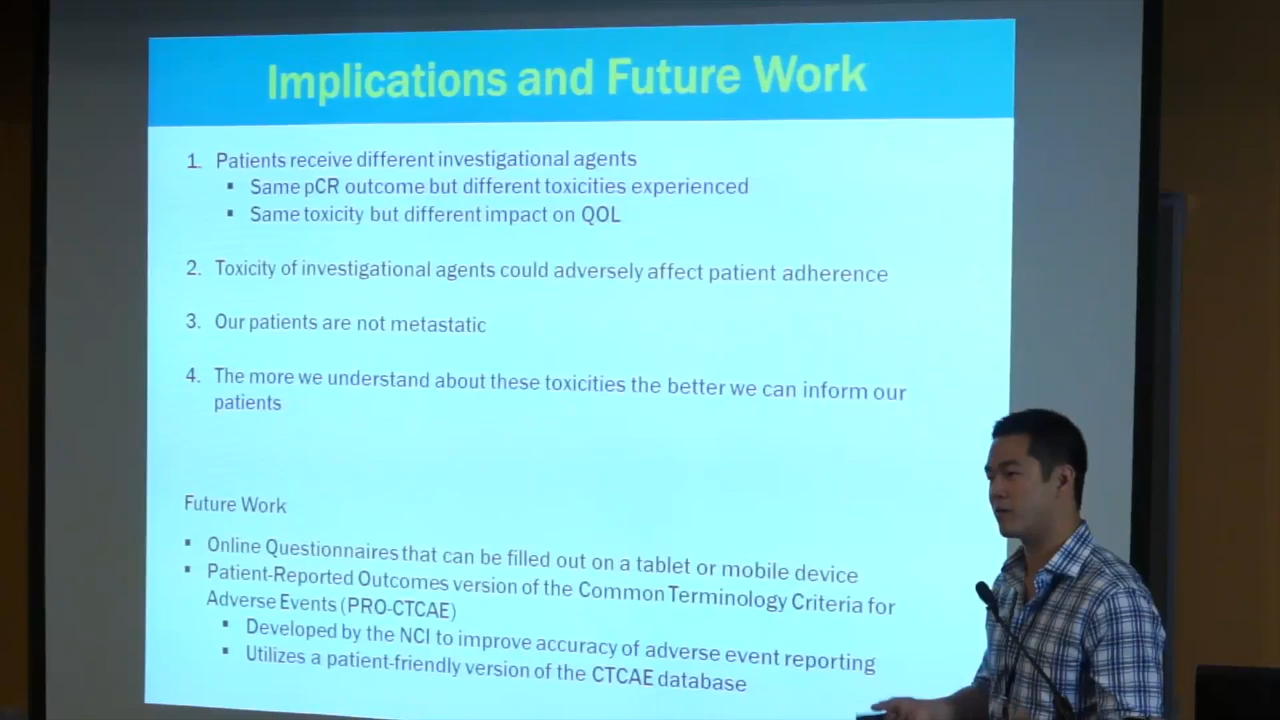 Implications and Future Work
1. Patients receive different investigational agents
▪ Same pCR outcome but different toxicities experienced
▪ Same toxicity but different impact on QOL
2. Toxicity of investigational agents could adversely affect patient adherence
3. Our patients are not metastatic
4. The more we understand about these toxicities the better we can inform our
patients
Future Work
▪ Online Questionnaires that can be filled out on a tablet or mobile device
▪ Patient-Reported Outcomes version of the Common Terminology Criteria for
Adverse Events (PRO-CTCAE)
▪ Developed by the NCI to improve accuracy of adverse event reporting
▪ Utilizes a patient-friendly version of the CTCAE database